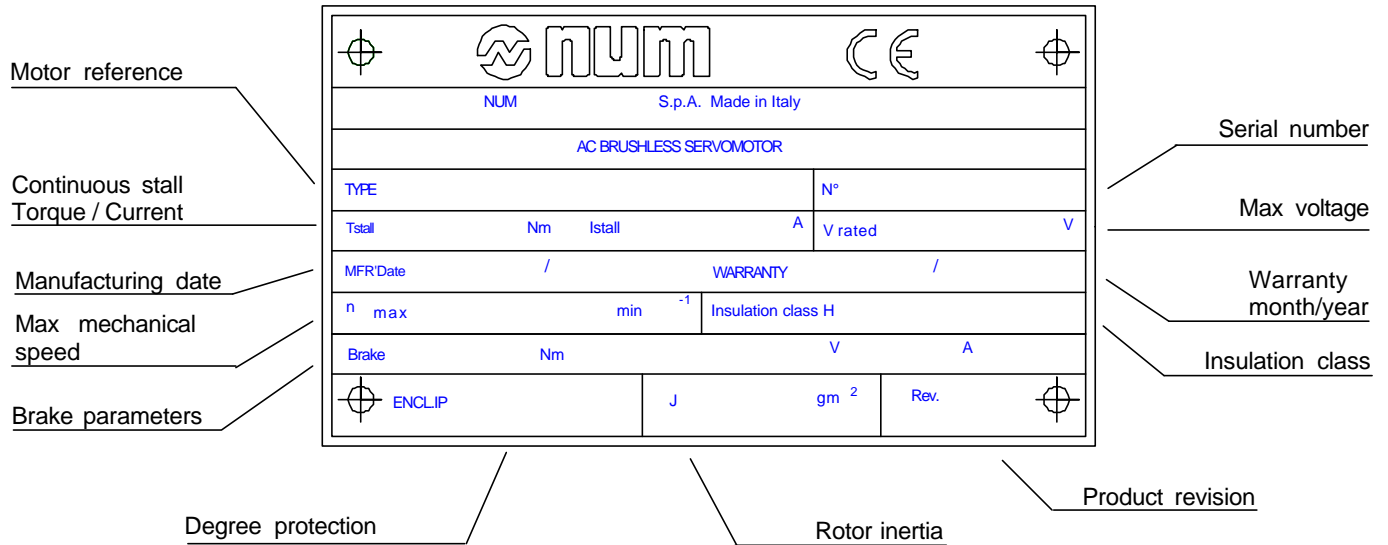 num CE
Motor reference
NUM S.p.A. Made in Italy
Serial number
AC BRUSHLESS SERVOMOTOR
Continuous stall
Torque / Current
TYPE N°
Max voltage
Tstall Nm Istall A V rated V
Manufacturing date
MFR'Date / WARRANTY /
Warranty
month/year
Max mechanical
speed
n max min -1 Insulation class H
Insulation class
Brake Nm V A
Brake parameters
ENCL.IP J gm 2 Rev.
Product revision
Degree protection
Rotor inertia